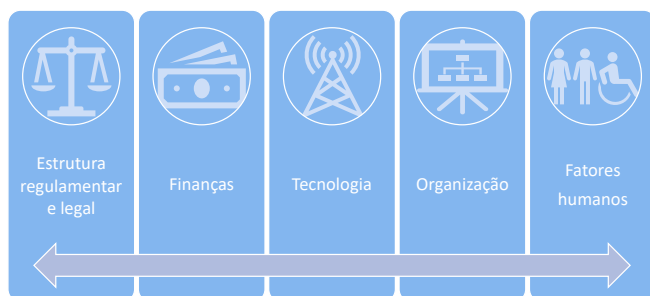 Estrutura
regulamentar
e legal
Finanças
Tecnologia
Organização
Fatores
humanos